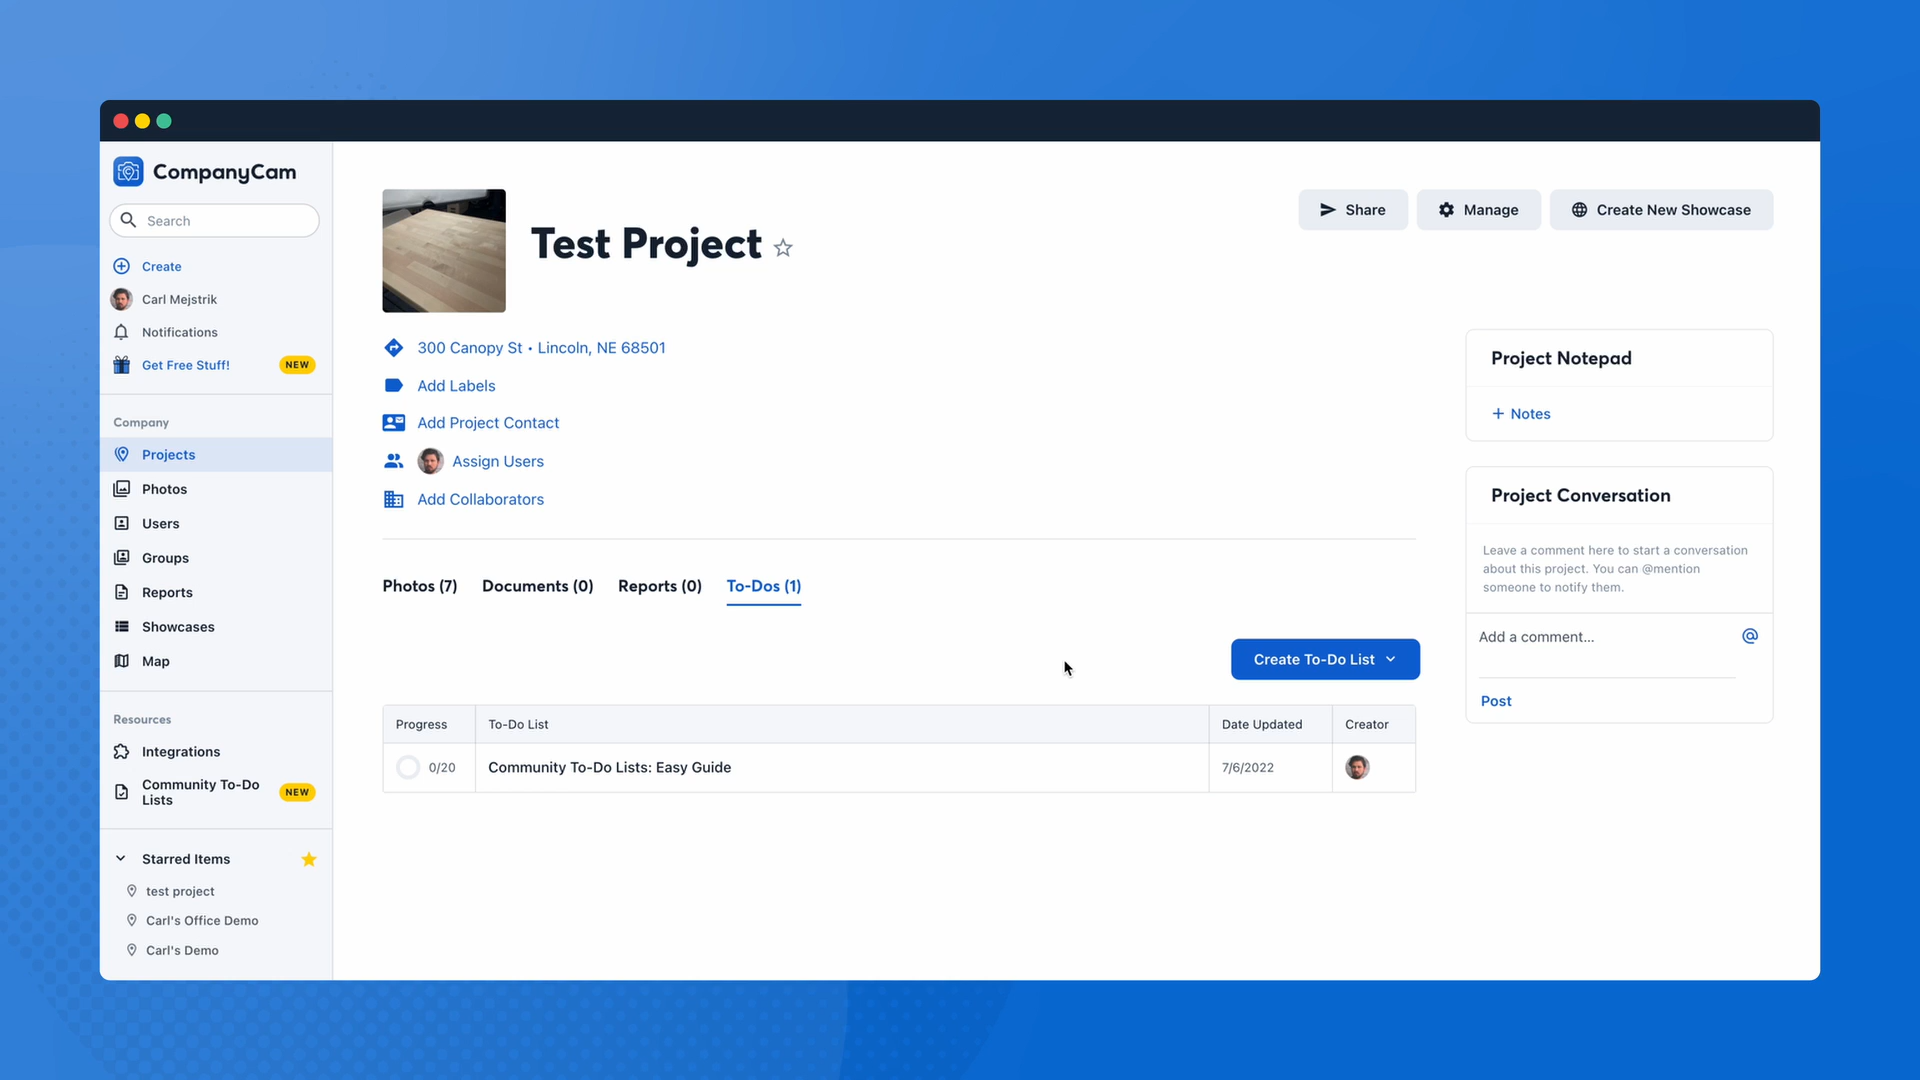 CompanyCam
Search
Create
Carl Mejstrik
Notifications
Get Free Stuff! NEW
Company
Projects
Photos
Users
Groups
Reports
Showcases
Map
Resources
Integrations
Community To-Do
Lists
NEW
Starred Items
test project
Carl's Office Demo
Carl's Demo
Test Project
Share
Manage
Create New Showcase
300 Canopy St • Lincoln, NE 68501
Add Labels
Add Project Contact
Assign Users
Add Collaborators
Photos (7) Documents (0) Reports (0) To-Dos (1)
Create To-Do List
Progress To-Do List Date Updated Creator
0/20 Community To-Do Lists: Easy Guide 7/6/2022
Project Notepad
+ Notes
Project Conversation
Leave a comment here to start a conversation
about this project. You can @mention
someone to notify them.
Add a comment... @
Post